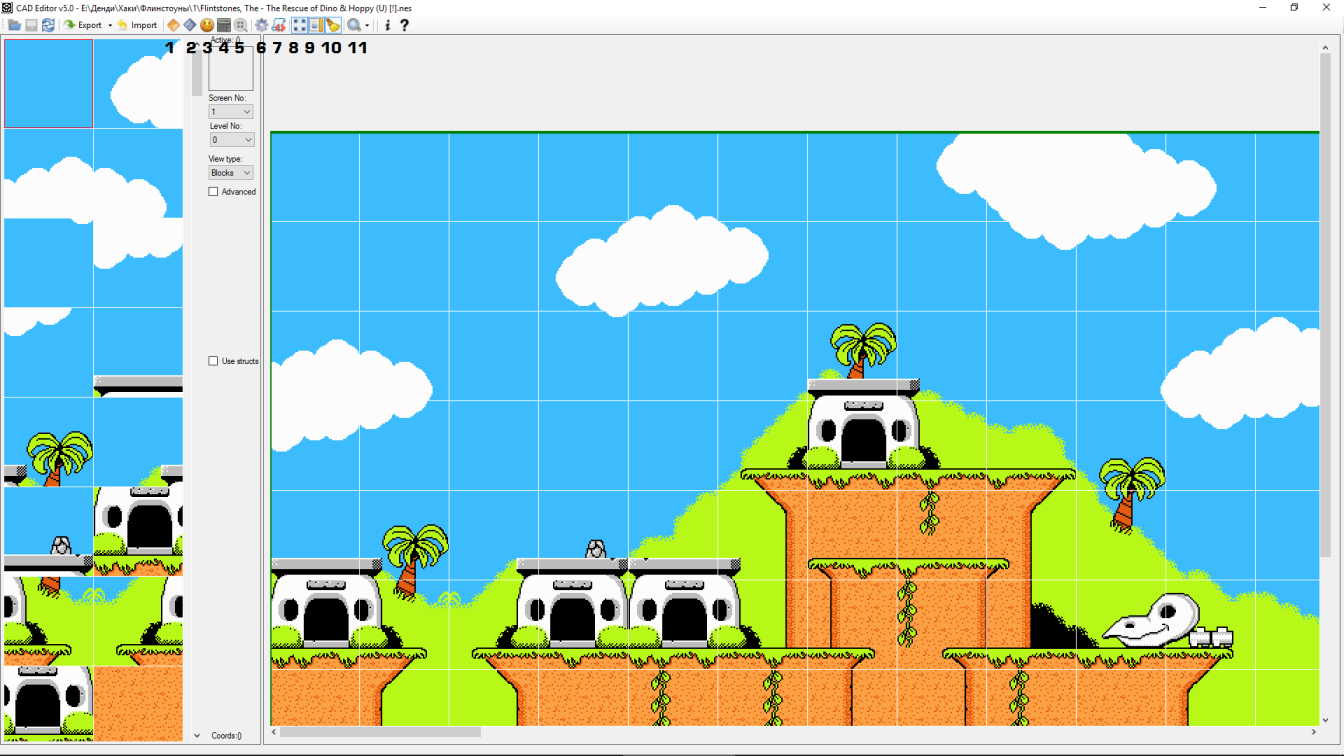 CAD Editor v5.0 - E:\Денди\Хаки\Флинстоуны\1\Flintstones, The - The Rescue of Dino & Hoppy (U) [!].nes
Export Import i ?
1 2 3 4 5 6 7 8 9 10 11
Active: ()
Screen No:
1
Level No:
0
View type:
Blocks
Advanced
Use structs
Coords:()